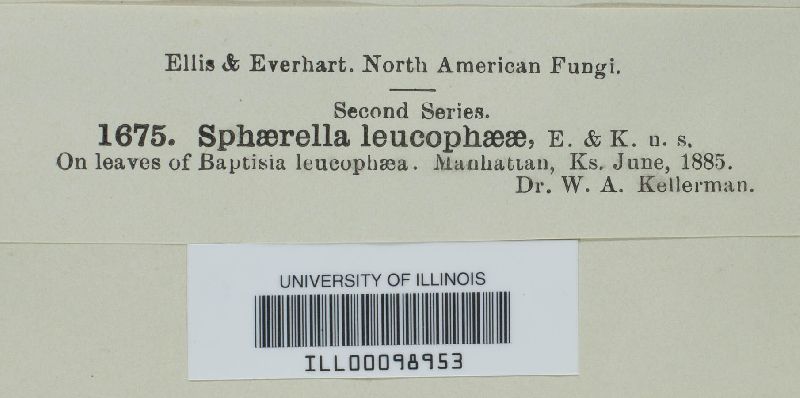 Ellis & Everhart. North American Fungi.
Second Series.
1675. Sphærella leucophææ, E. & K. n. s.
On leaves of Baptisia leucophæa. Manhattan, Ks. June, 1885.
Dr. W. A. Kellerman.
UNIVERSITY OF ILLINOIS
ILL00098953